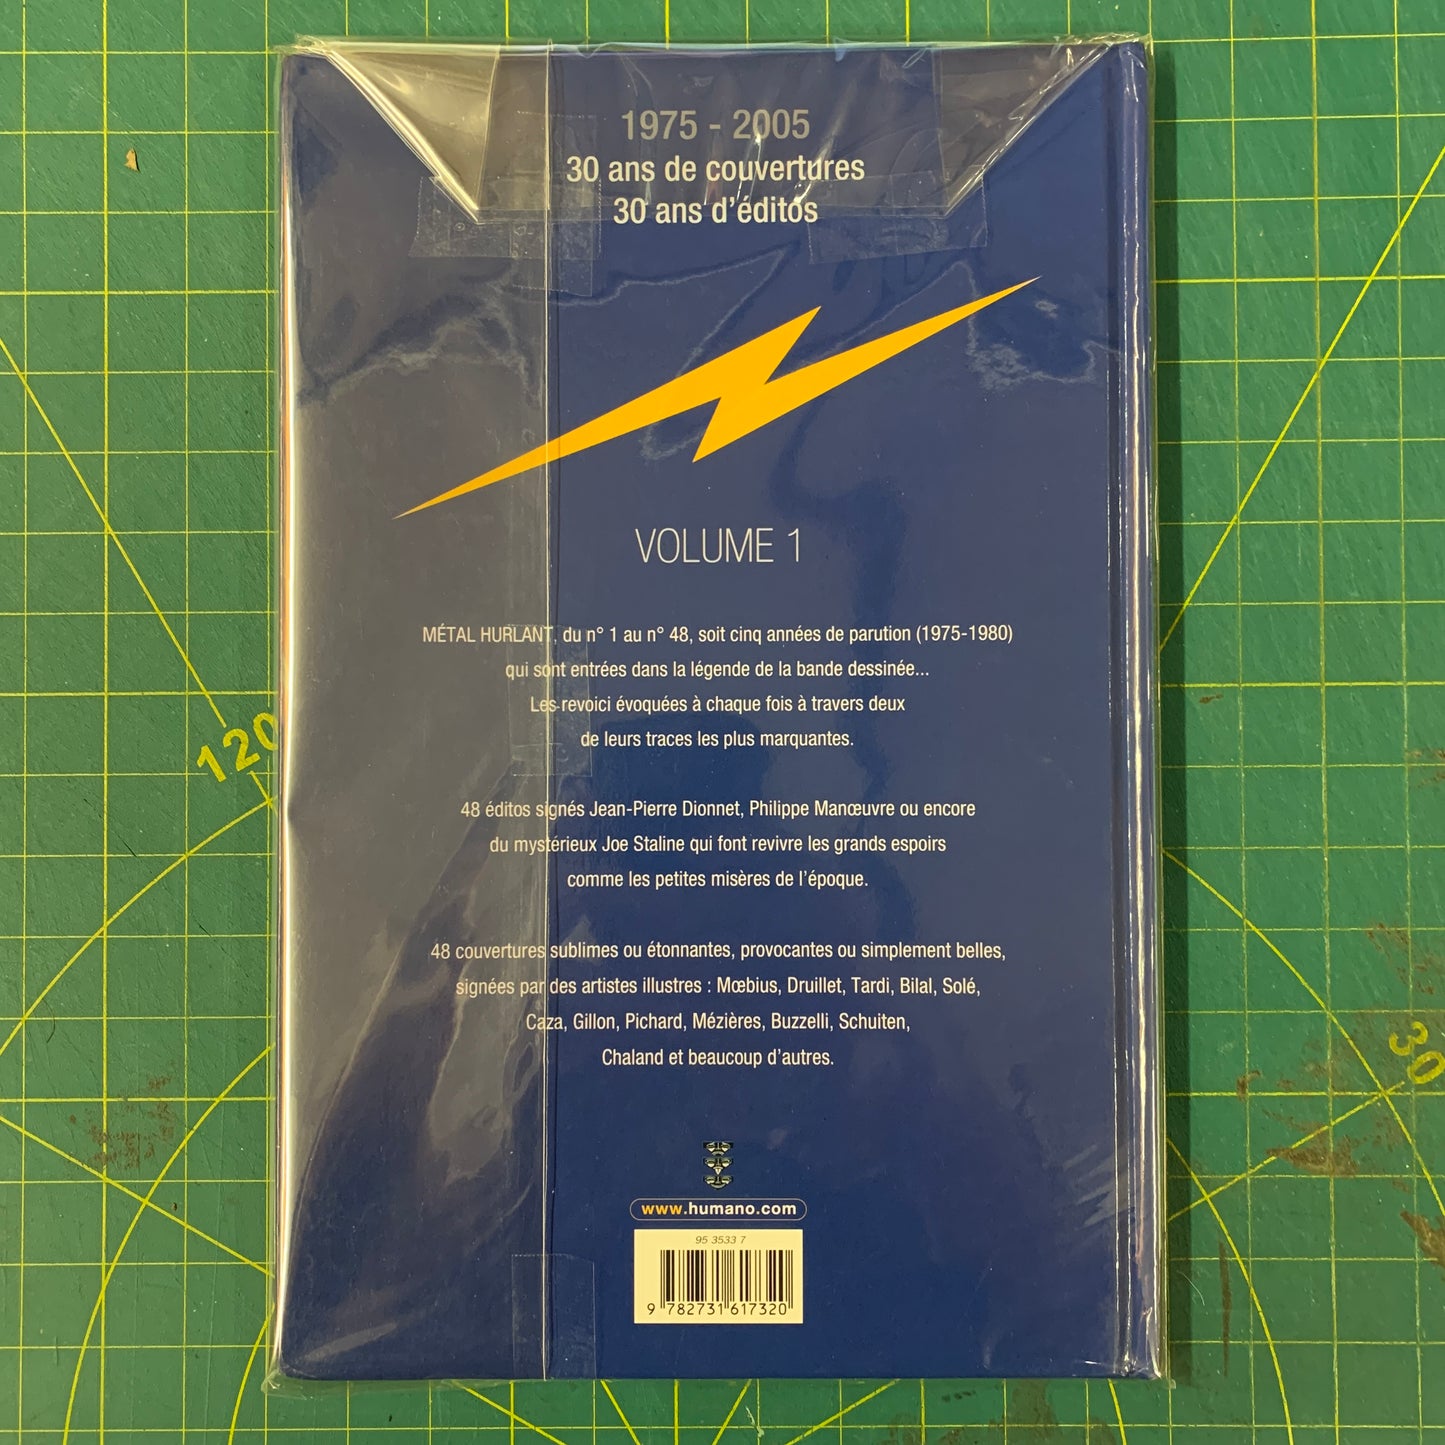 1975 - 2005
30 ans de couvertures
30 ans d'éditos
VOLUME 1
MÉTAL HURLANT, du n° 1 au n° 48, soit cinq années de parution (1975-1980)
qui sont entrées dans la légende de la bande dessinée...
Les revoici évoquées à chaque fois à travers deux
de leurs traces les plus marquantes.
48 éditos signés Jean-Pierre Dionnet, Philippe Manœuvre ou encore
du mystérieux Joe Staline qui font revivre les grands espoirs
comme les petites misères de l'époque.
48 couvertures sublimes ou étonnantes, provocantes ou simplement belles,
signées par des artistes illustres : Mœbius, Druillet, Tardi, Bilal, Solé,
Caza, Gillon, Pichard, Mézières, Buzzelli, Schuiten,
Chaland et beaucoup d'autres.
www.humano.com
95 3533 7
9 782731 617320
120
30